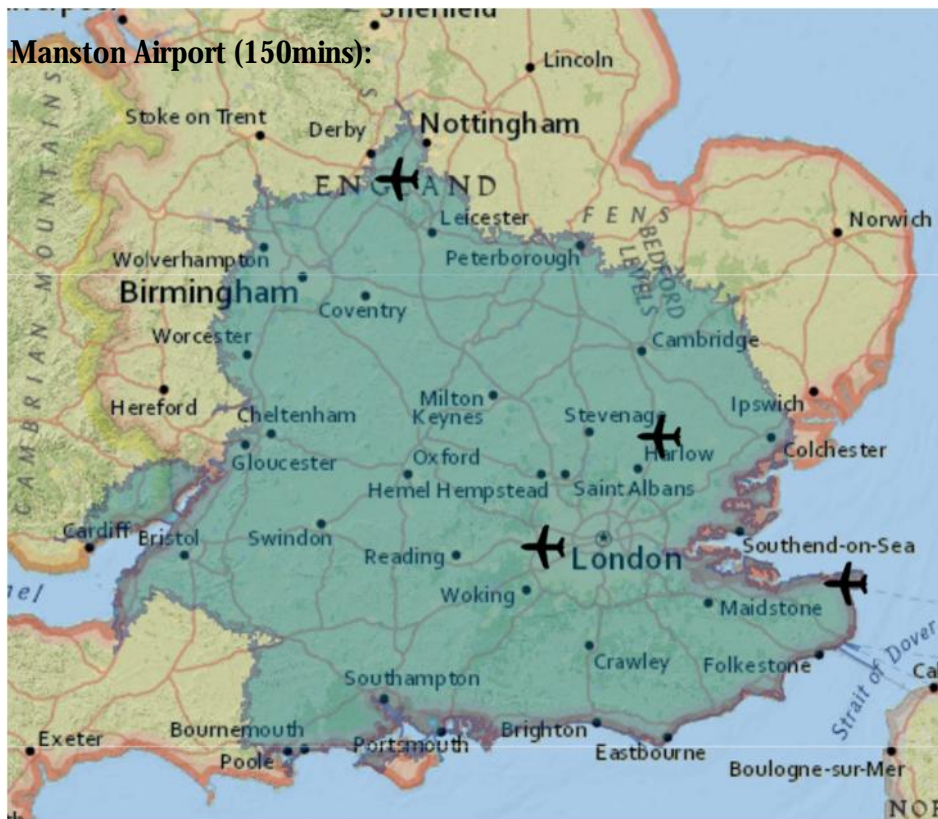 Sheffield
Manston Airport (150mins):
Lincoln
Stoke on Trent
Derby
Nottingham
ENGLAND
Leicester
FENS
Norwich
BEDFORD
LEVELS
Peterborough
Wolverhampton
Birmingham
Coventry
CAMBRIAN MOUNTAINS
Worcester
Cambridge
Hereford
Milton
Keynes
Stevenage
Ipswich
Cheltenham
Gloucester
Oxford
Harlow
Colchester
Hemel Hempstead
Saint Albans
Cardiff
Bristol
Swindon
Reading
London
Southend-on-Sea
Woking
Maidstone
Crawley
Folkestone
Strait of Dover
Southampton
Bournemouth
Portsmouth
Brighton
Eastbourne
Exeter
Poole
Boulogne-sur-Mer